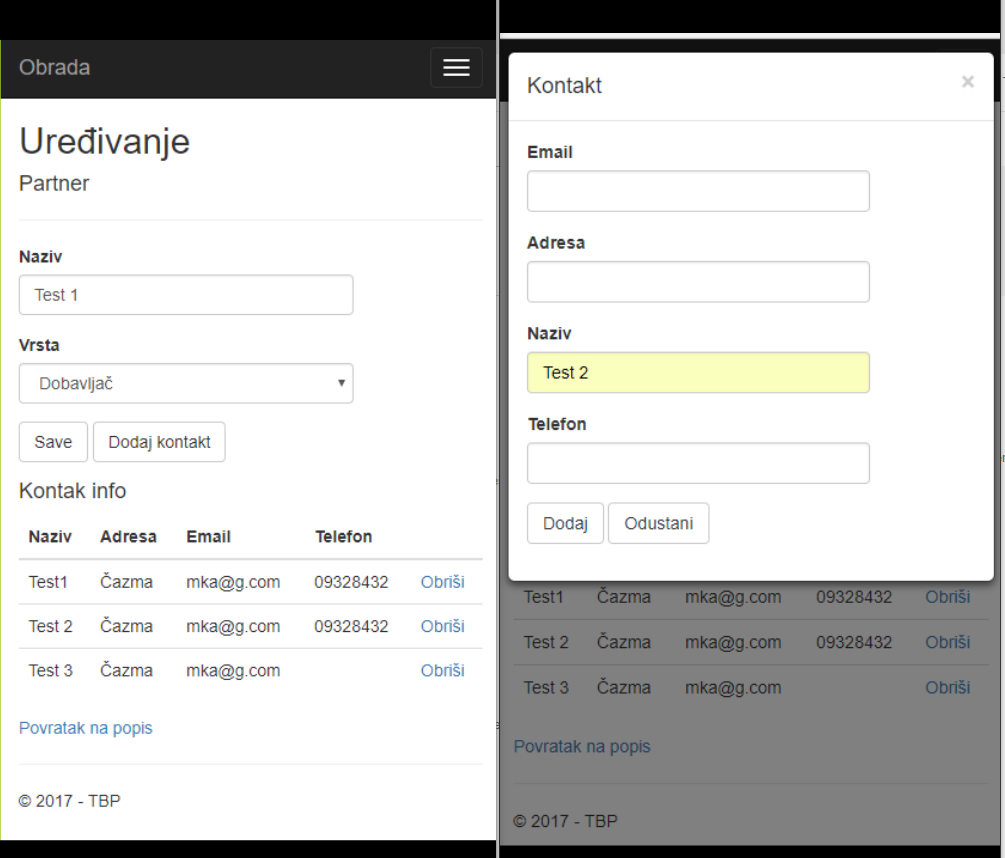 Obrada
Uređivanje
Partner
Naziv
Test 1
Vrsta
Dobavljač
Save Dodaj kontakt
Kontak info
Naziv Adresa Email Telefon
Test1 Čazma mka@g.com 09328432 Obriši
Test 2 Čazma mka@g.com 09328432 Obriši
Test 3 Čazma mka@g.com Obriši
Povratak na popis
© 2017 - TBP
Kontakt ×
Email
Adresa
Naziv
Test 2
Telefon
Dodaj Odustani
Test1 Čazma mka@g.com 09328432 Obriši
Test 2 Čazma mka@g.com 09328432 Obriši
Test 3 Čazma mka@g.com Obriši
Povratak na popis
© 2017 - TBP